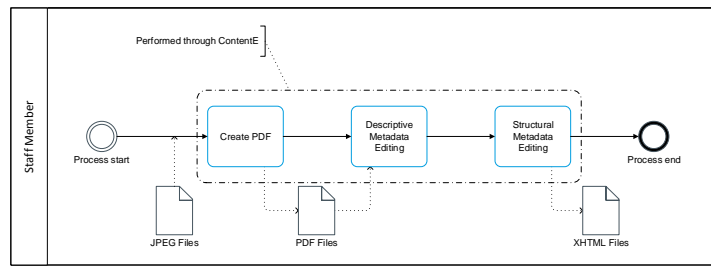 Staff Member
Performed through ContentE
Process start
Create PDF
Descriptive
Metadata
Editing
Structural
Metadata
Editing
Process end
JPEG Files
PDF Files
XHTML Files